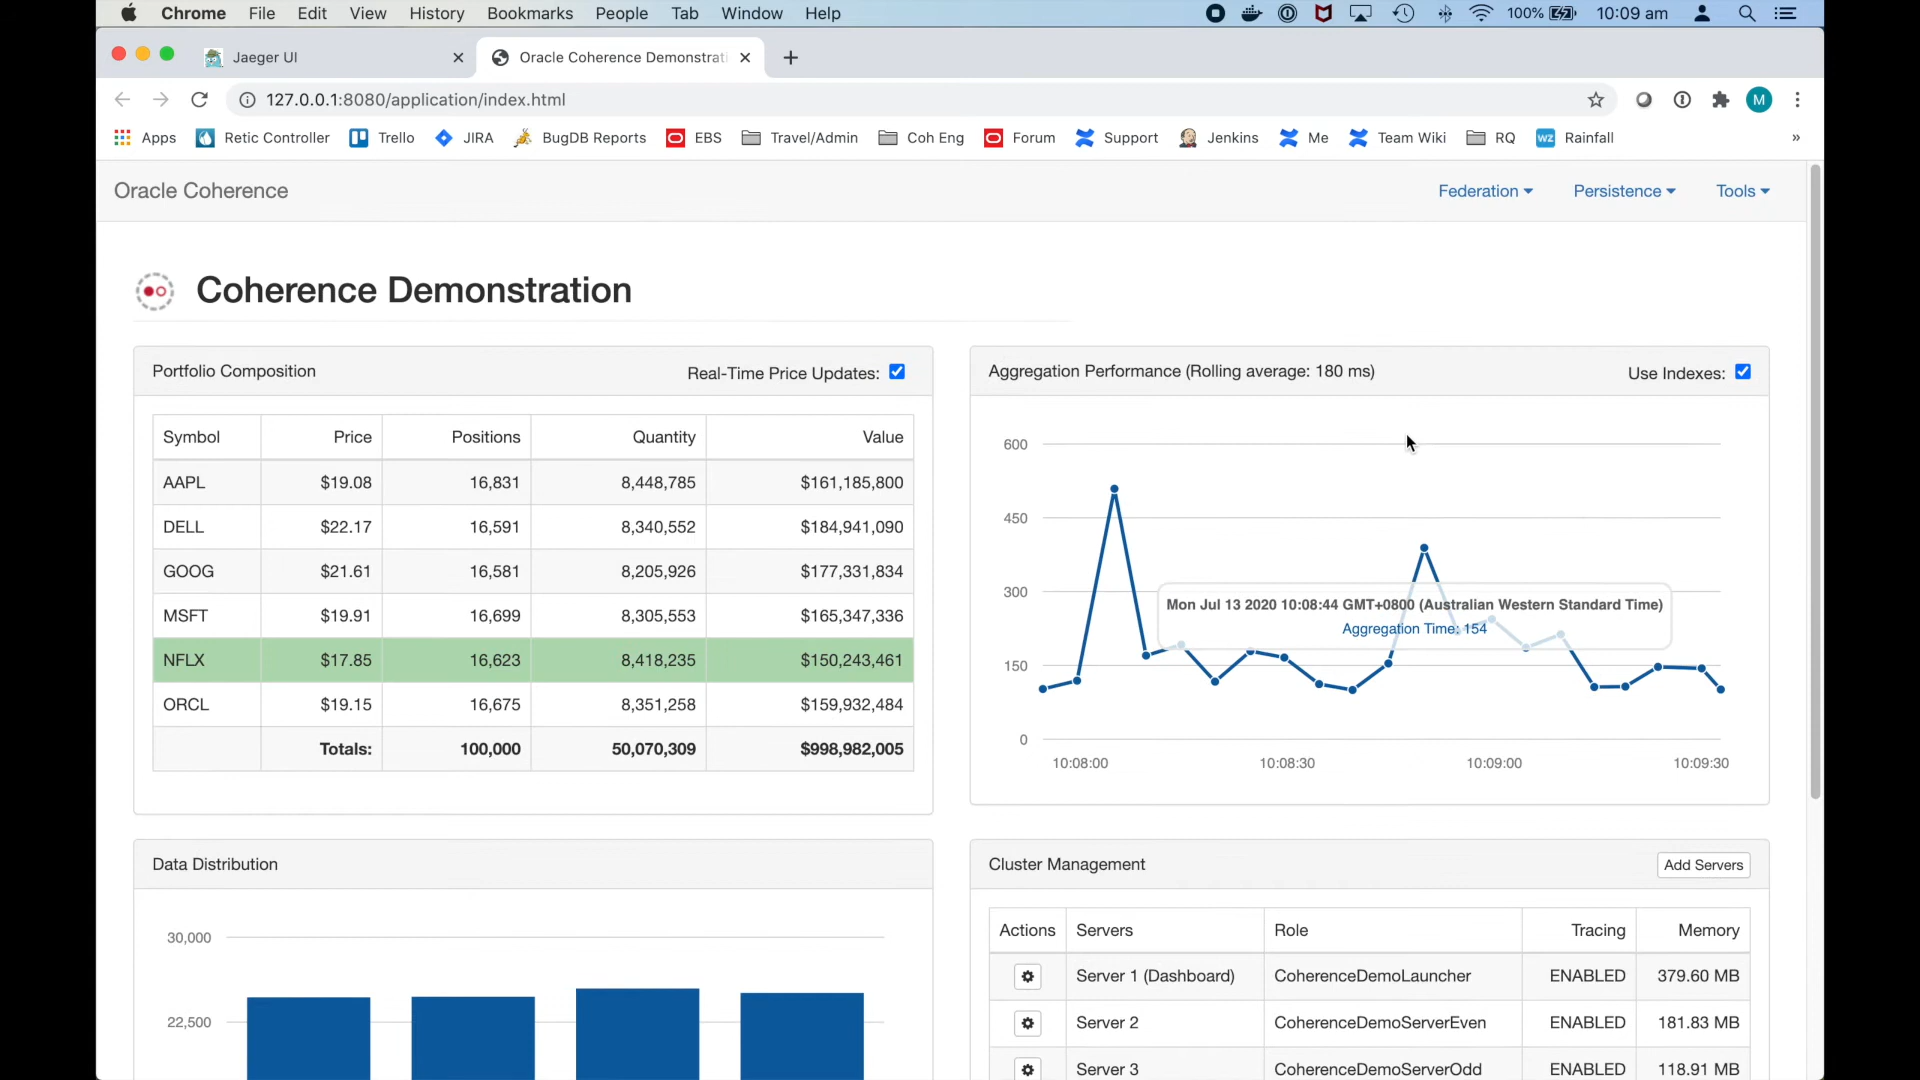 Chrome File Edit View History Bookmarks People Tab Window Help 100% 10:09 am
Jaeger UI
Oracle Coherence Demonstrati
127.0.0.1:8080/application/index.html M
Apps Retic Controller Trello JIRA BugDB Reports EBS Travel/Admin Coh Eng Forum Support Jenkins Me Team Wiki RQ WZ Rainfall »
Oracle Coherence Federation Persistence Tools
Coherence Demonstration
Portfolio Composition Real-Time Price Updates:
Symbol Price Positions Quantity Value
AAPL $19.08 16,831 8,448,785 $161,185,800
DELL $22.17 16,591 8,340,552 $184,941,090
GOOG $21.61 16,581 8,205,926 $177,331,834
MSFT $19.91 16,699 8,305,553 $165,347,336
NFLX $17.85 16,623 8,418,235 $150,243,461
ORCL $19.15 16,675 8,351,258 $159,932,484
Totals: 100,000 50,070,309 $998,982,005
Aggregation Performance (Rolling average: 180 ms) Use Indexes:
600
450
300
Mon Jul 13 2020 10:08:44 GMT+0800 (Australian Western Standard Time)
Aggregation Time: 154
150
0
10:08:00 10:08:30 10:09:00 10:09:30
Data Distribution
30,000
22,500
Cluster Management Add Servers
Actions Servers Role Tracing Memory
Server 1 (Dashboard) CoherenceDemoLauncher ENABLED 379.60 MB
Server 2 CoherenceDemoServerEven ENABLED 181.83 MB
Server 3 CoherenceDemoServerOdd ENABLED 118.91 MB